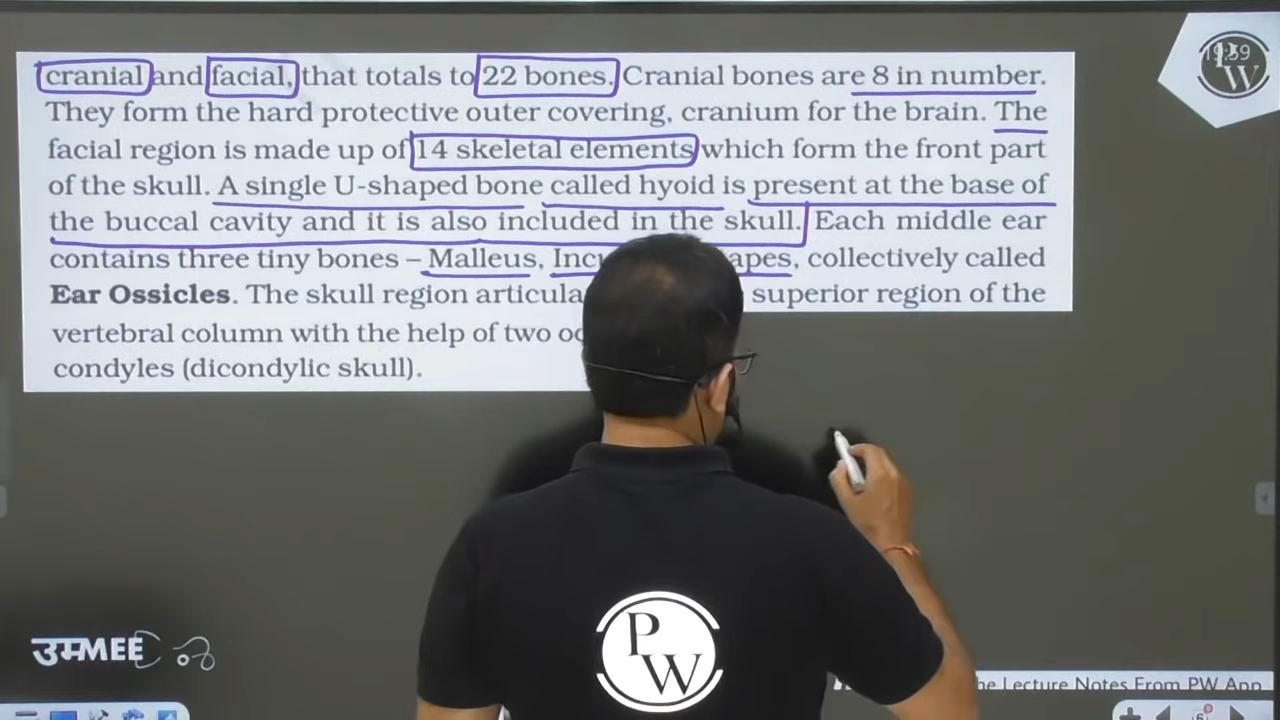 cranial and facial, that totals to 22 bones. Cranial bones are 8 in number.
They form the hard protective outer covering, cranium for the brain. The
facial region is made up of 14 skeletal elements which form the front part
of the skull. A single U-shaped bone called hyoid is present at the base of
the buccal cavity and it is also included in the skull. Each middle ear
contains three tiny bones – Malleus, collectively called
Ear Ossicles. The skull region superior region of the
vertebral column with the help of two
condyles (dicondylic skull).
PW
PW
उम्मEE
Lecture Notes From PW App